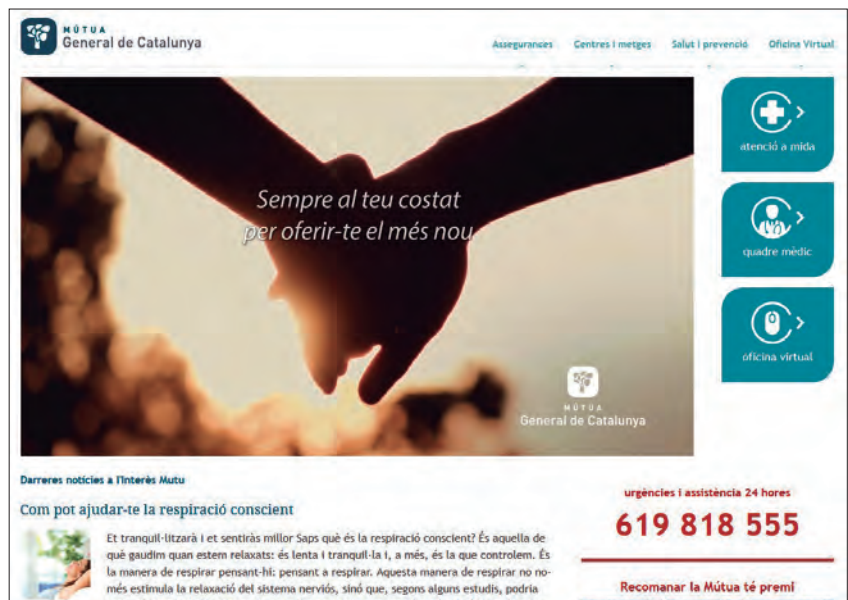 MÚTUA
General de Catalunya
Assegurances Centres i metges Salut i prevenció Oficina Virtual
Sempre al teu costat
per oferir-te el més nou
atenció a mida
quadre mèdic
oficina virtual
MÚTUA
General de Catalunya
Darreres notícies a l'Interès Mutu
Com pot ajudar-te la respiració conscient
Et tranquil·litzarà i et sentiràs millor Saps què és la respiració conscient? És aquella de
què gaudim quan estem relaxats: és lenta i tranquil·la i, a més, és la que controlem. És
la manera de respirar pensant-hi: pensant a respirar. Aquesta manera de respirar no no-
més estimula la relaxació del sistema nerviós, sinó que, segons alguns estudis, podria
urgències i assistència 24 hores
619 818 555
Recomanar la Mútua té premi